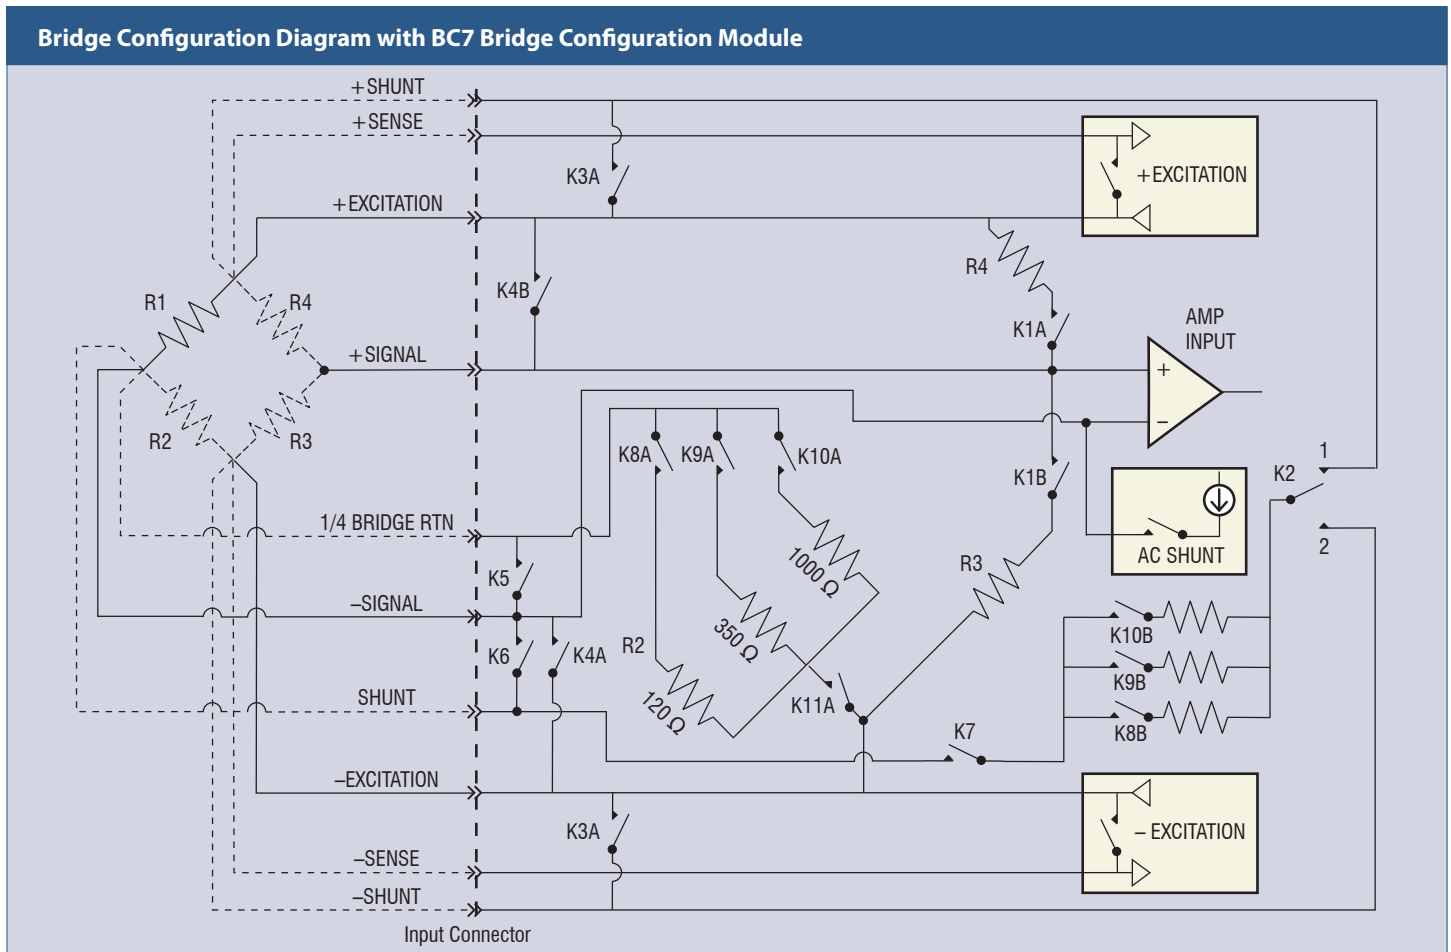 Bridge Configuration Diagram with BC7 Bridge Configuration Module
+SHUNT
+SENSE
K3A
+EXCITATION
+EXCITATION
R4
K4B
R1
R4
K1A
AMP
INPUT
+SIGNAL
+
–
R2
R3
K8A
K9A
K10A
K1B
K2
1
2
1/4 BRIDGE RTN
AC SHUNT
K5
1000 Ω
R3
–SIGNAL
K10B
R2
350 Ω
K6
K4A
K9B
SHUNT
120 Ω
K11A
K8B
K7
–EXCITATION
K3A
– EXCITATION
–SENSE
–SHUNT
Input Connector